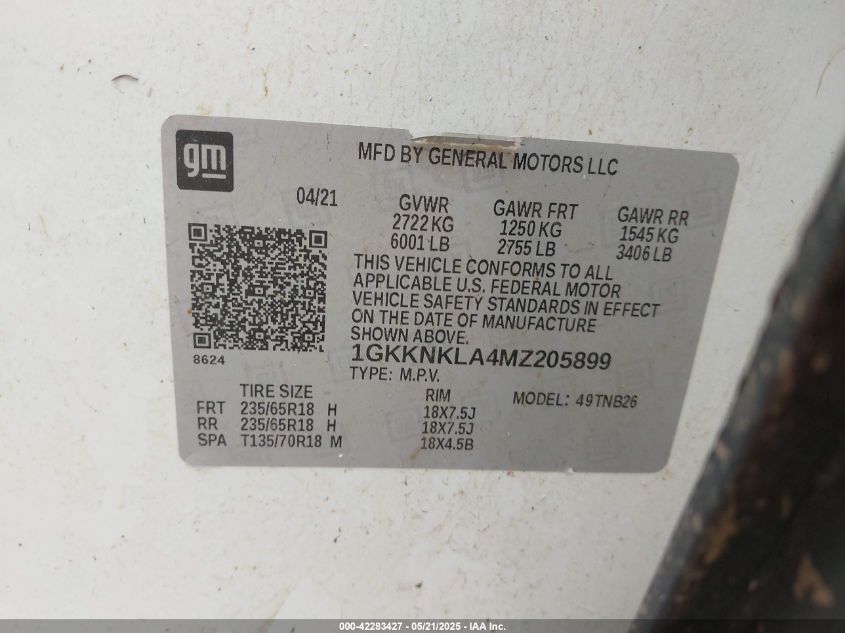 gm
MFD BY GENERAL MOTORS LLC
04/21
GVWR GAWR FRT GAWR RR
2722 KG 1250 KG 1545 KG
6001 LB 2755 LB 3406 LB
THIS VEHICLE CONFORMS TO ALL
APPLICABLE U.S. FEDERAL MOTOR
VEHICLE SAFETY STANDARDS IN EFFECT
ON THE DATE OF MANUFACTURE
SHOWN ABOVE.
8624
1GKKNKLA4MZ205899
TYPE: M.P.V.
TIRE SIZE RIM MODEL: 49TNB26
FRT 235/65R18 H 18X7.5J
RR 235/65R18 H 18X7.5J
SPA T135/70R18 M 18X4.5B
000-42283427 - 05/21/2025 - IAA Inc.